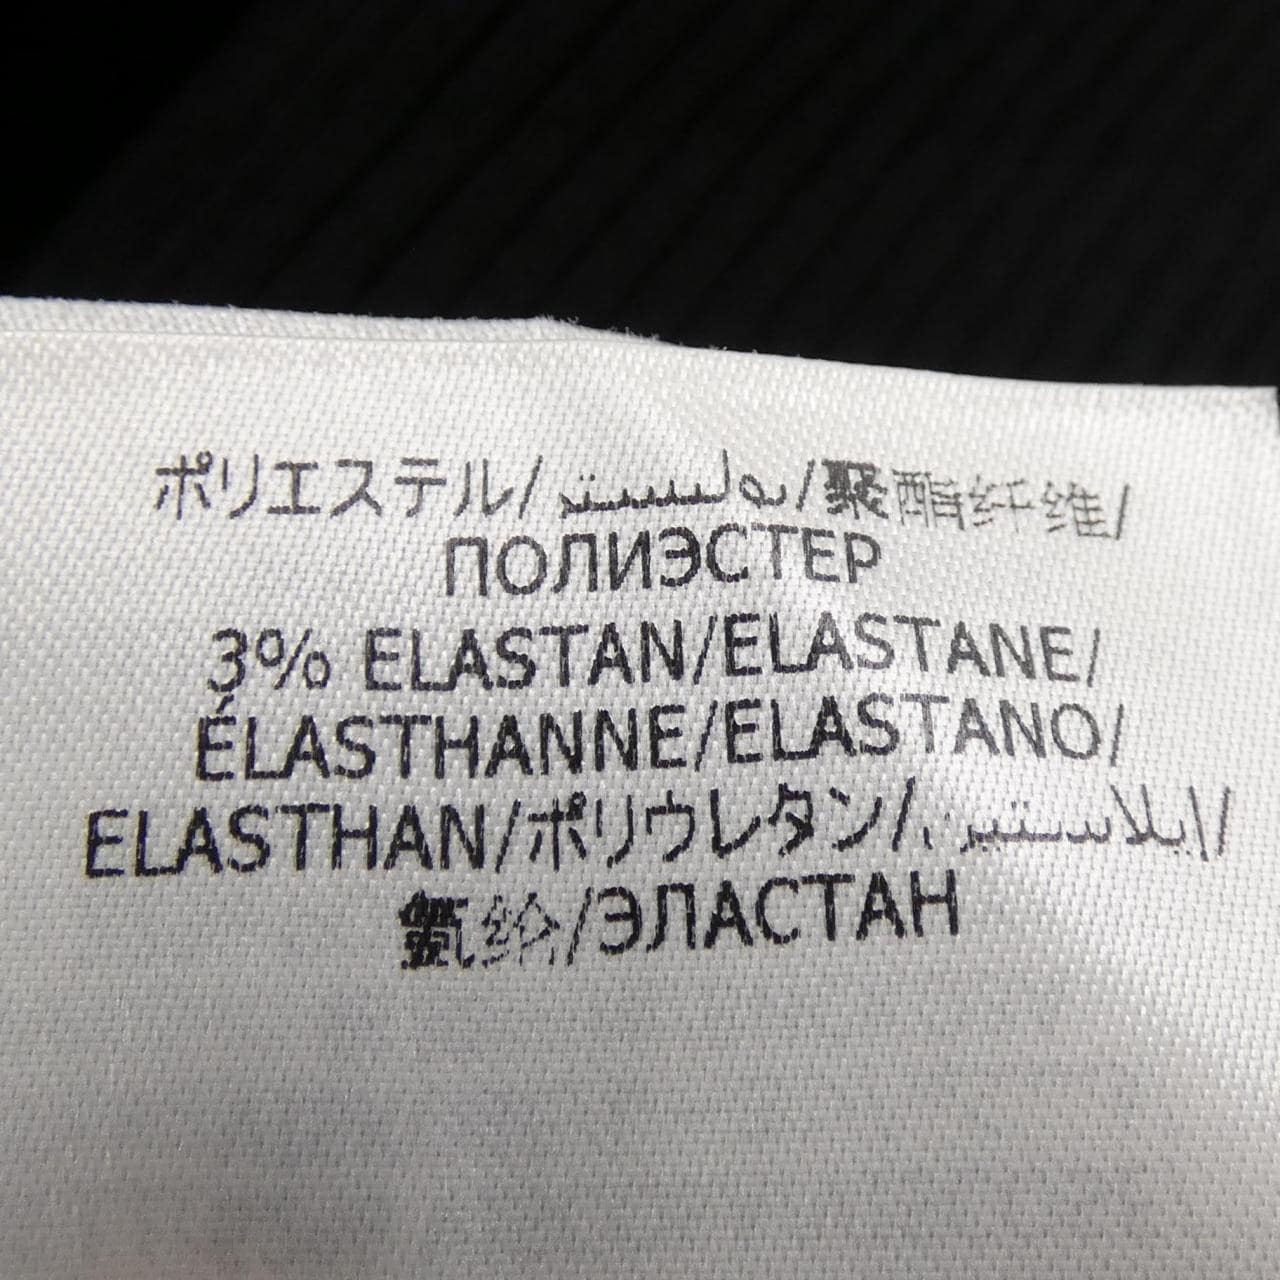 ポリエステル/بوليستر/聚酯纤维/
ПОЛИЭСТЕР
3% ELASTAN/ELASTANE/
ÉLASTHANNE/ELASTANO/
ELASTHAN/ポリウレタン/إيلاستين/
氨纶/ЭЛАСТАН